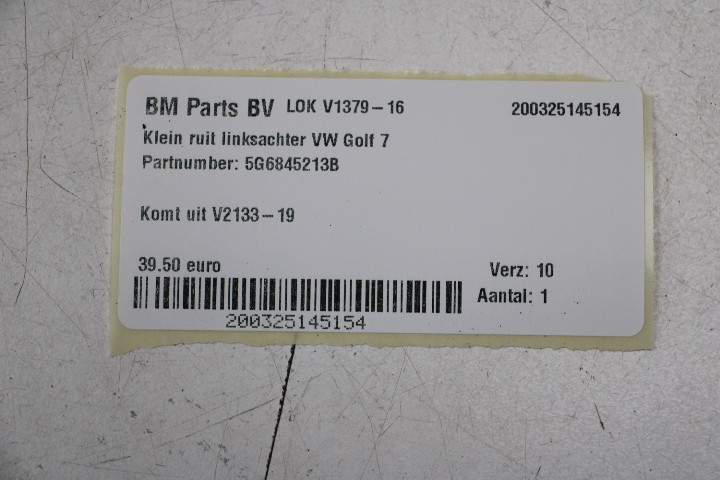 BM Parts BV LOK V1379-16 200325145154
Klein ruit linksachter VW Golf 7
Partnumber: 5G6845213B
Komt uit V2133-19
39.50 euro Verz: 10
Aantal: 1
200325145154